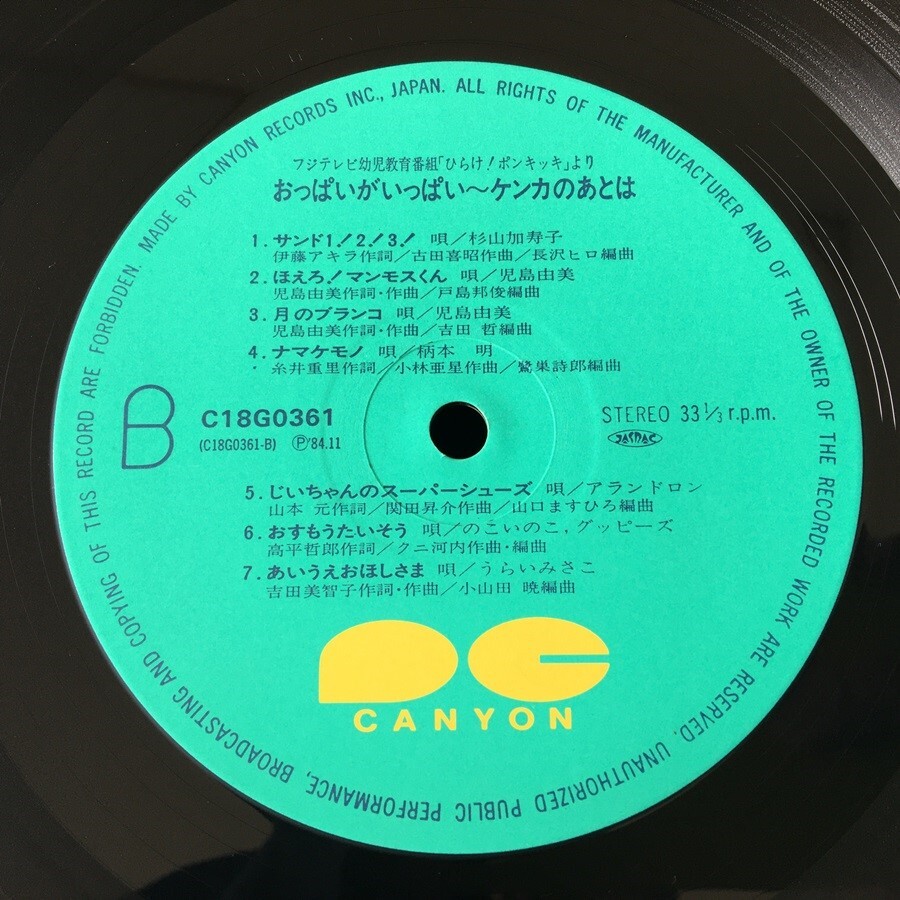 MADE BY CANYON RECORDS INC., JAPAN. ALL RIGHTS OF THE MANUFACTURER AND OF THE OWNER OF THE RECORDED WORK ARE RESERVED. UNAUTHORIZED PUBLIC PERFORMANCE, BROADCASTING AND COPYING OF THIS RECORD ARE FORBIDDEN.
フジテレビ幼児教育番組「ひらけ!ポンキッキ」より
おっぱいがいっぱい〜ケンカのあとは
1. サンド1!2!3! 唄/杉山加寿子
伊藤アキラ作詞/古田喜昭作曲/長沢ヒロ編曲
2. ほえろ!マンモスくん 唄/児島由美
児島由美作詞・作曲/戸島邦俊編曲
3. 月のブランコ 唄/児島由美
児島由美作詞・作曲/吉田 哲編曲
4. ナマケモノ 唄/柄本 明
糸井重里作詞/小林亜星作曲/鷺巣詩郎編曲
B
C18G0361
(C18G0361-B) Ⓟ'84.11
STEREO 33 1/3 r.p.m.
JASRAC
5. じいちゃんのスーパーシューズ 唄/アランドロン
山本 元作詞/関田昇介作曲/山口ますひろ編曲
6. おすもうたいそう 唄/のこいのこ, グッピーズ
高平哲郎作詞/クニ河内作曲・編曲
7. あいうえおほしさま 唄/うらいみさこ
吉田美智子作詞・作曲/小山田 暁編曲
CANYON